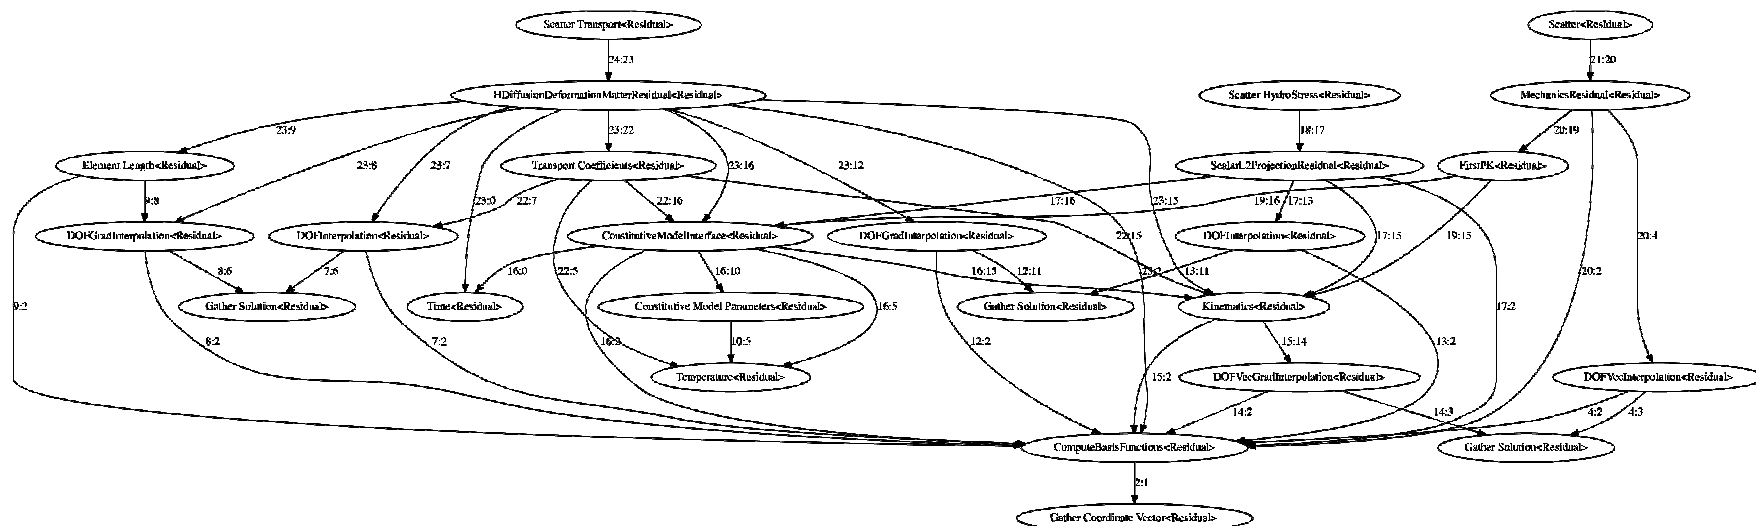 Scatter Transport<Residual>
Scatter<Residual>
24:23
21:20
HDiffusionDeformationMatterResidual<Residual>
Scatter HydroStress<Residual>
MechanicsResidual<Residual>
23:9
23:22
18:17
20:19
Element Length<Residual>
23:8
23:7
Transport Coefficients<Residual>
23:16
23:12
ScalarL2ProjectionResidual<Residual>
FirstPK<Residual>
9:8
23:0
22:7
22:16
17:16
23:15
17:13
19:16
DOFGradInterpolation<Residual>
DOFInterpolation<Residual>
ConstitutiveModelInterface<Residual>
DOFGradInterpolation<Residual>
22:15
DOFInterpolation<Residual>
17:15
19:15
20:4
8:6
7:6
16:0
22:5
16:10
16:15
12:11
23:2
13:11
20:2
9:2
Gather Solution<Residual>
Time<Residual>
Constitutive Model Parameters<Residual>
16:5
Gather Solution<Residual>
Kinematics<Residual>
17:2
8:2
7:2
16:2
10:5
12:2
15:14
13:2
Temperature<Residual>
15:2
DOFVecGradInterpolation<Residual>
DOFVecInterpolation<Residual>
14:2
14:3
4:2
4:3
ComputeBasisFunctions<Residual>
Gather Solution<Residual>
2:1
Gather Coordinate Vector<Residual>